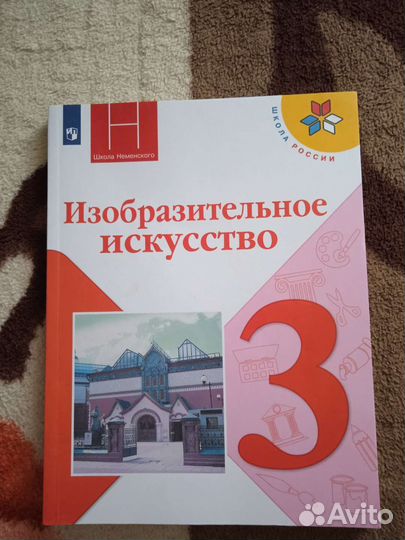 Н
Школа Неменского
ШКОЛА РОССИИ
Изобразительное
искусство
3
Avito